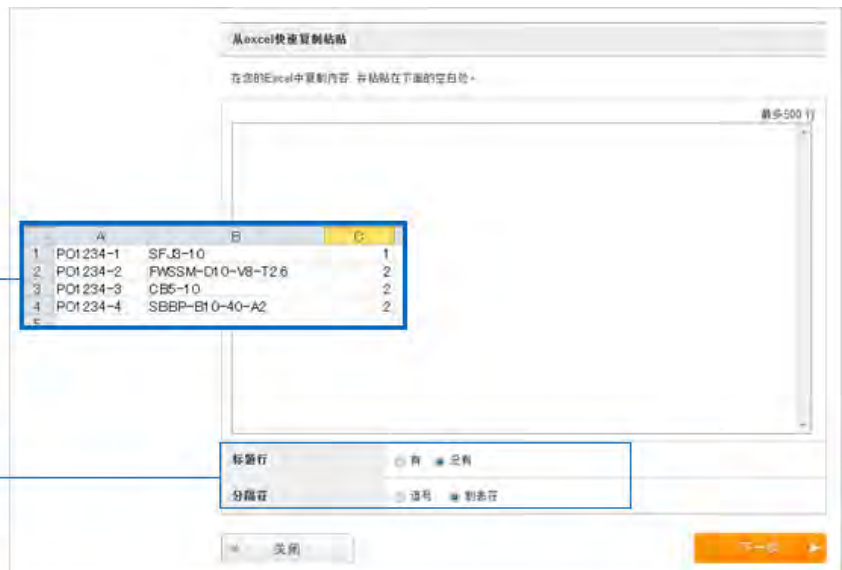 从excel快速复制粘贴
在您的Excel中复制内容 并粘贴在下面的空白处。
最多500 行
A B C
1 PO1234-1 SFJ3-10 1
2 PO1234-2 FWSSM-D10-V8-T2.6 2
3 PO1234-3 CB5-10 2
4 PO1234-4 SBBP-B10-40-A2 2
5
标题行 有 没有
分隔符 逗号 制表符
关闭 下一步